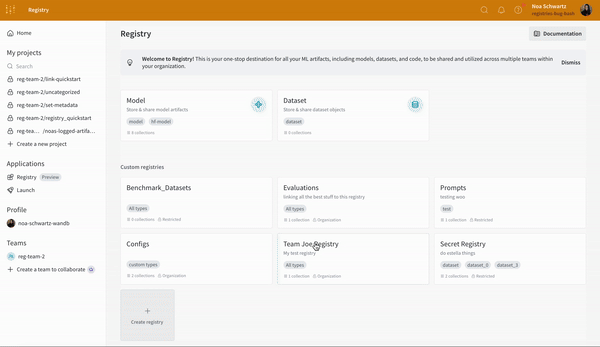 Registry
Noa Schwartz
registries-bug-bash
Home
My projects
Search
reg-team-2/link-quickstart
reg-team-2/uncategorized
reg-team-2/set-metadata
reg-team-2/registry_quickstart
reg-tea... /noas-logged-artifa...
Create a new project
Applications
Registry Preview
Launch
Profile
noa-schwartz-wandb
Teams
reg-team-2
Create a team to collaborate
Registry
Documentation
Welcome to Registry! This is your one-stop destination for all your ML artifacts, including models, datasets, and code, to be shared and utilized across multiple teams within
your organization.
Dismiss
Model
Store & share model artifacts
model hf-model
6 collections
Dataset
Store & share dataset objects
dataset
collections
Custom registries
Benchmark_Datasets
All types
collections Restricted
Evaluations
linking all the best stuff to this registry
All types
1 collection Organization
Prompts
testing woo
test
1 collection Restricted
Configs
custom types
2 collections Organization
Team Joe Registry
My test registry
All types
1 collection Organization
Secret Registry
do estella things
dataset dataset_0 dataset_2
2 collections Restricted
Create registry